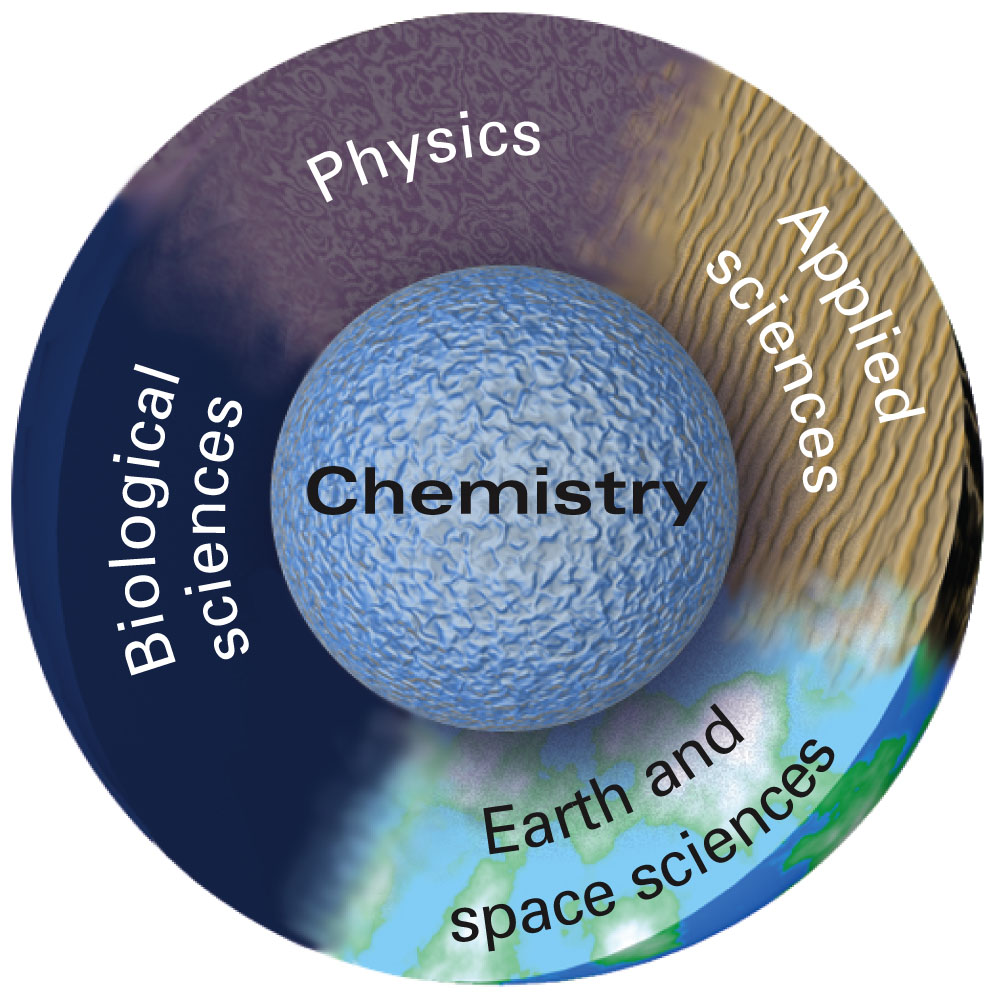 Physics
Applied
sciences
Biological
sciences
Chemistry
Earth and
space sciences